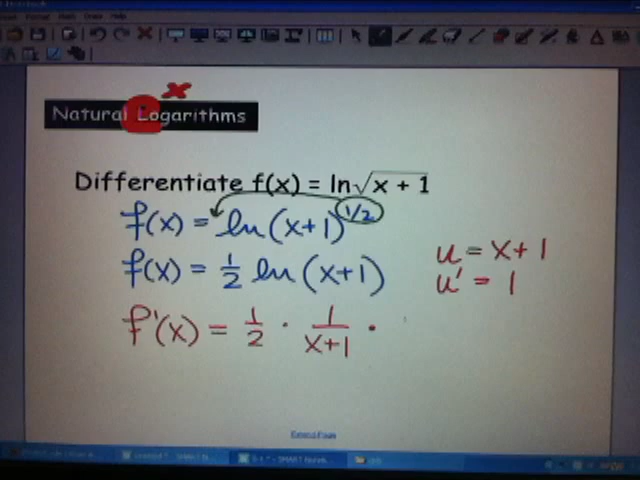 Natural Logarithms
x
Differentiate f(x) = ln√x + 1
f(x) = ln(x+1)^1/2
f(x) = 1/2 ln(x+1)
u = x+1
u' = 1
f'(x) = 1/2 · 1/x+1 ·